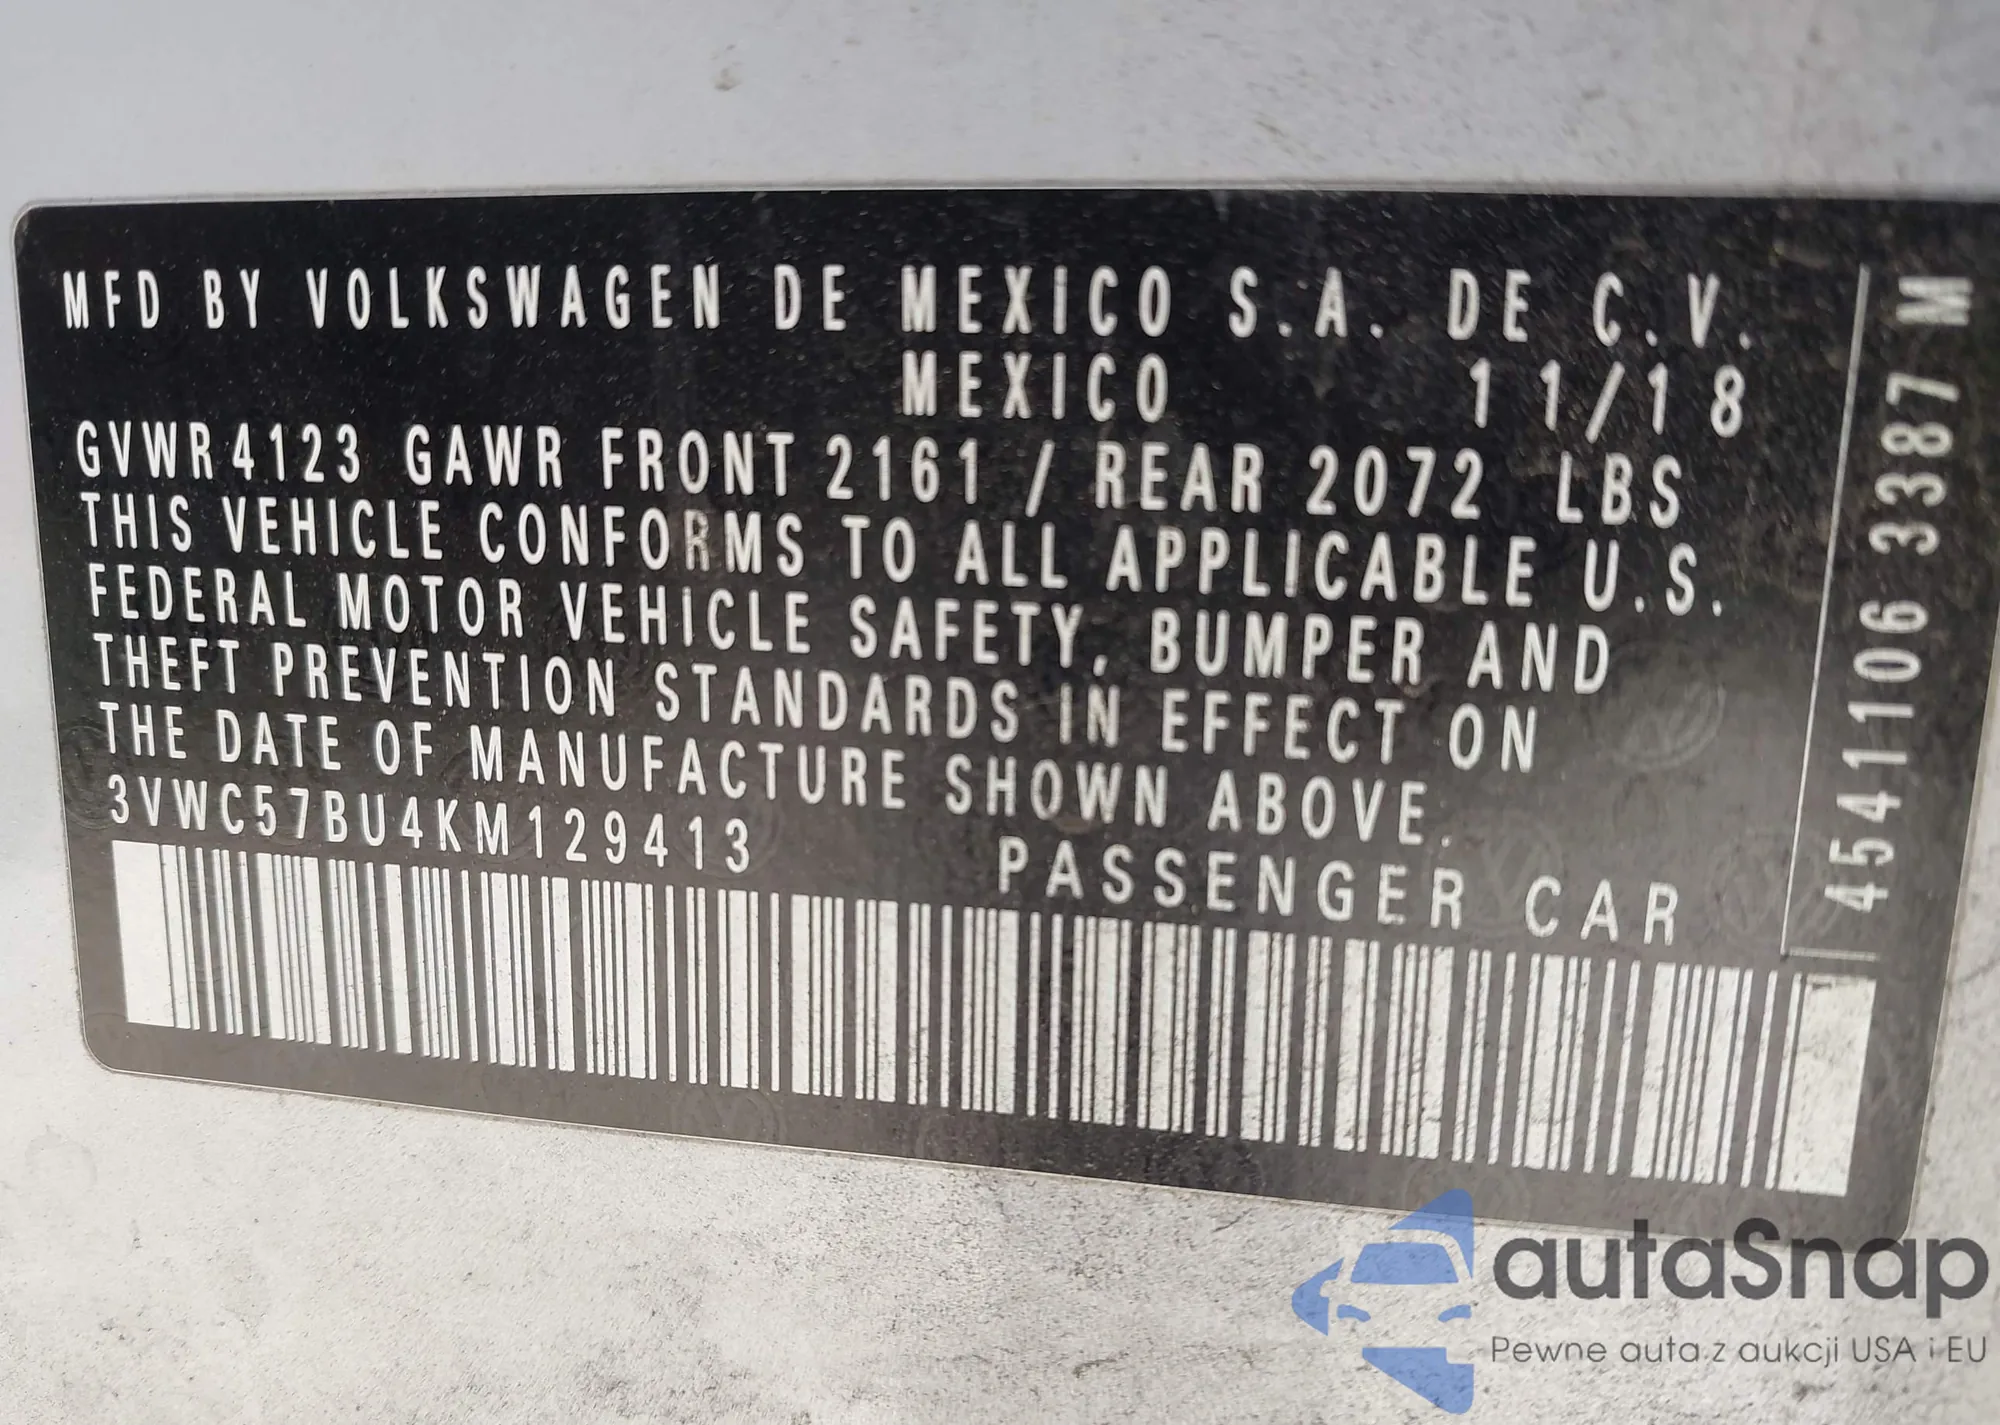 MFD BY VOLKSWAGEN DE MEXICO S.A. DE C.V.
MEXICO 11/18
GVWR 4123 GAWR FRONT 2161 / REAR 2072 LBS
THIS VEHICLE CONFORMS TO ALL APPLICABLE U.S.
FEDERAL MOTOR VEHICLE SAFETY, BUMPER AND
THEFT PREVENTION STANDARDS IN EFFECT ON
THE DATE OF MANUFACTURE SHOWN ABOVE.
3VWC57BU4KM129413 PASSENGER CAR
4541106 3387 M
autaSnap
Pewne auta z aukcji USA i EU